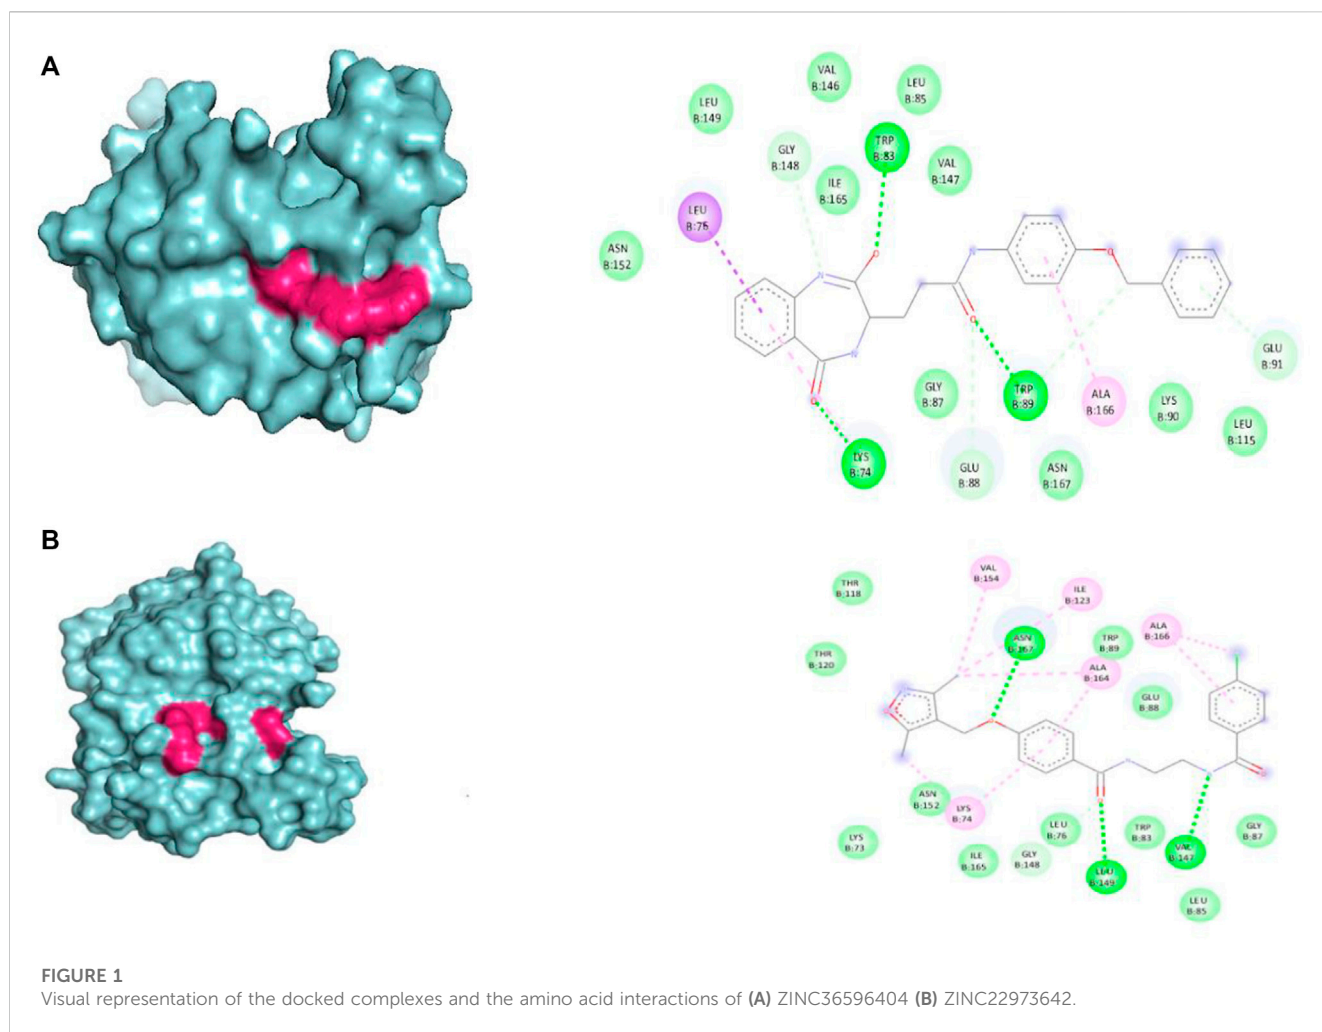 A
VAL
B:146
LEU
B:85
LEU
B:149
TRP
B:83
GLY
B:148
VAL
B:147
ILE
B:165
LEU
B:76
ASN
B:152
N
O
N
O
N
O
N
O
GLU
B:91
GLY
B:87
TRP
B:89
ALA
B:166
LYS
B:90
LEU
B:115
LYS
B:74
GLU
B:88
ASN
B:167
B
VAL
B:154
THR
B:118
ILE
B:123
ALA
B:166
ASN
B:167
TRP
B:89
THR
B:120
ALA
B:164
GLU
B:88
ASN
B:152
LYS
B:74
LEU
B:76
TRP
B:83
GLY
B:87
LYS
B:73
ILE
B:165
GLY
B:148
VAL
B:147
LEU
B:149
LEU
B:85
FIGURE 1
Visual representation of the docked complexes and the amino acid interactions of (A) ZINC36596404 (B) ZINC22973642.